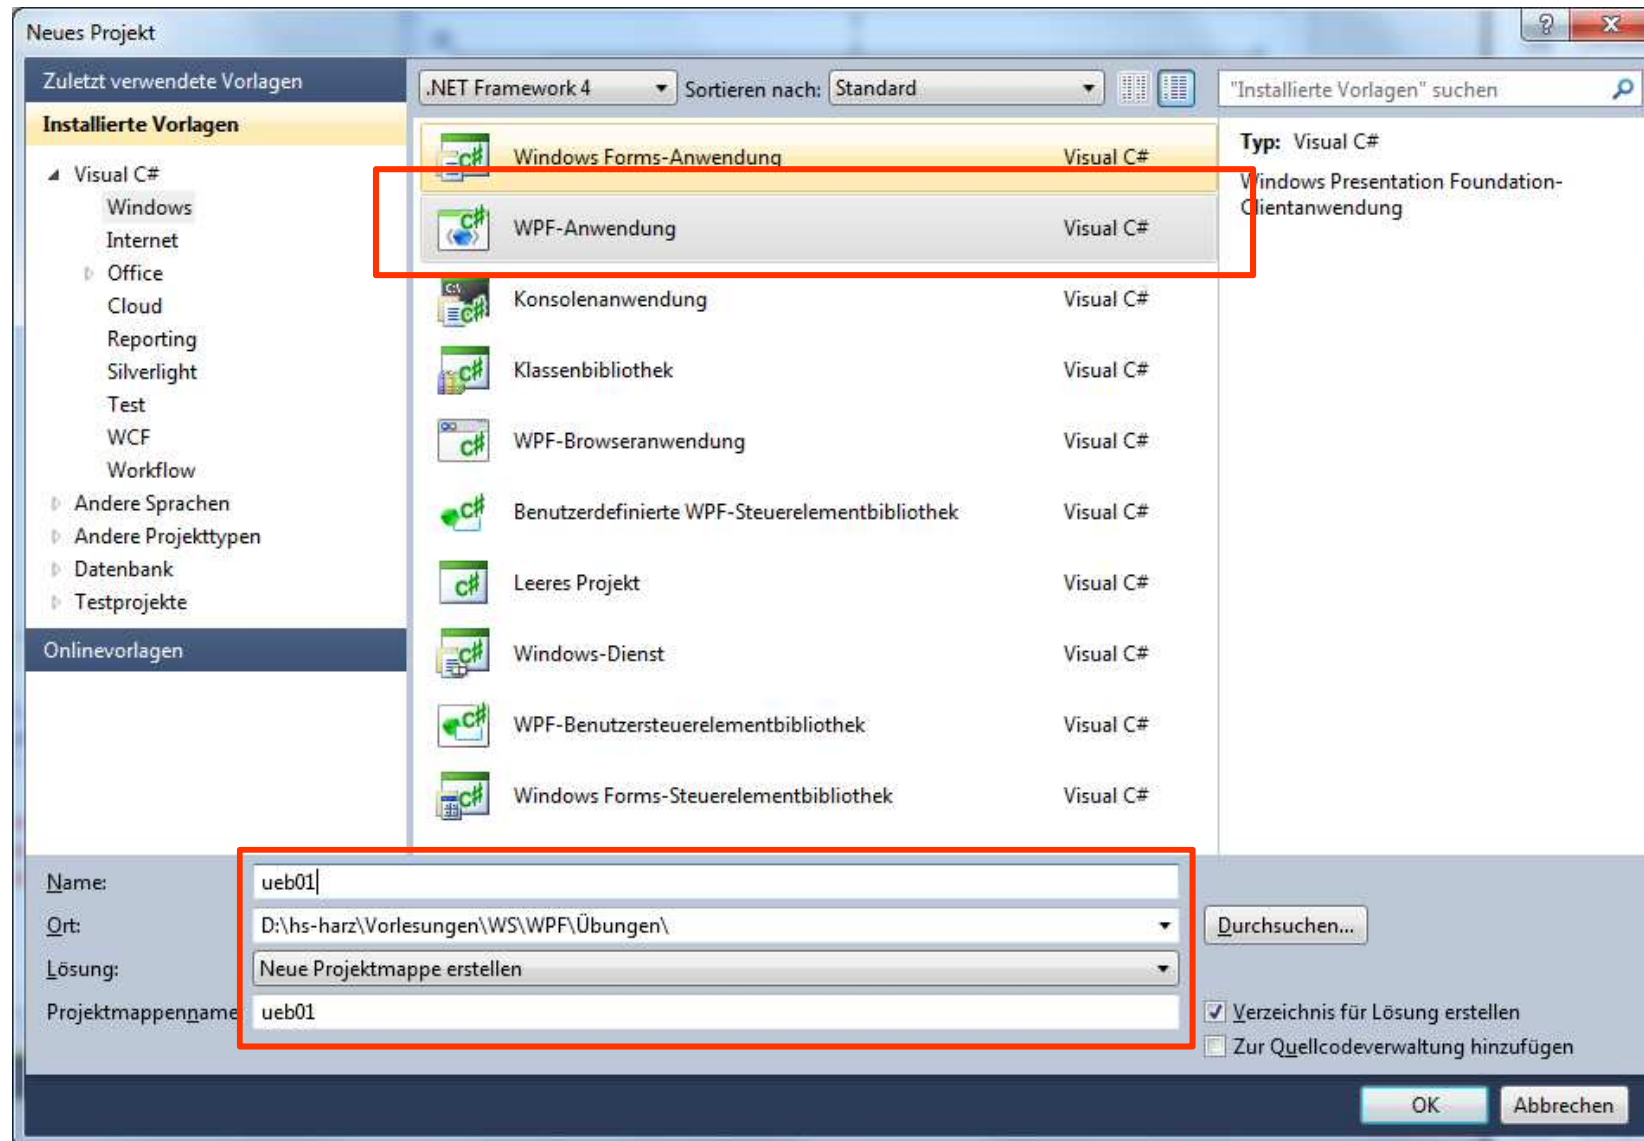 Neues Projekt
Zuletzt verwendete Vorlagen
.NET Framework 4
Sortieren nach:
Standard
"Installierte Vorlagen" suchen
Installierte Vorlagen
Visual C#
Windows
Internet
Office
Cloud
Reporting
Silverlight
Test
WCF
Workflow
Andere Sprachen
Andere Projekttypen
Datenbank
Testprojekte
Onlinevorlagen
Windows Forms-Anwendung Visual C#
WPF-Anwendung Visual C#
Konsolenanwendung Visual C#
Klassenbibliothek Visual C#
WPF-Browseranwendung Visual C#
Benutzerdefinierte WPF-Steuerelementbibliothek Visual C#
Leeres Projekt Visual C#
Windows-Dienst Visual C#
WPF-Benutzersteuerelementbibliothek Visual C#
Windows Forms-Steuerelementbibliothek Visual C#
Typ: Visual C#
Windows Presentation Foundation-
Clientanwendung
Name: ueb01
Ort: D:\hs-harz\Vorlesungen\WS\WPF\Übungen\ Durchsuchen...
Lösung: Neue Projektmappe erstellen
Projektmappenname ueb01
Verzeichnis für Lösung erstellen
Zur Quellcodeverwaltung hinzufügen
OK Abbrechen